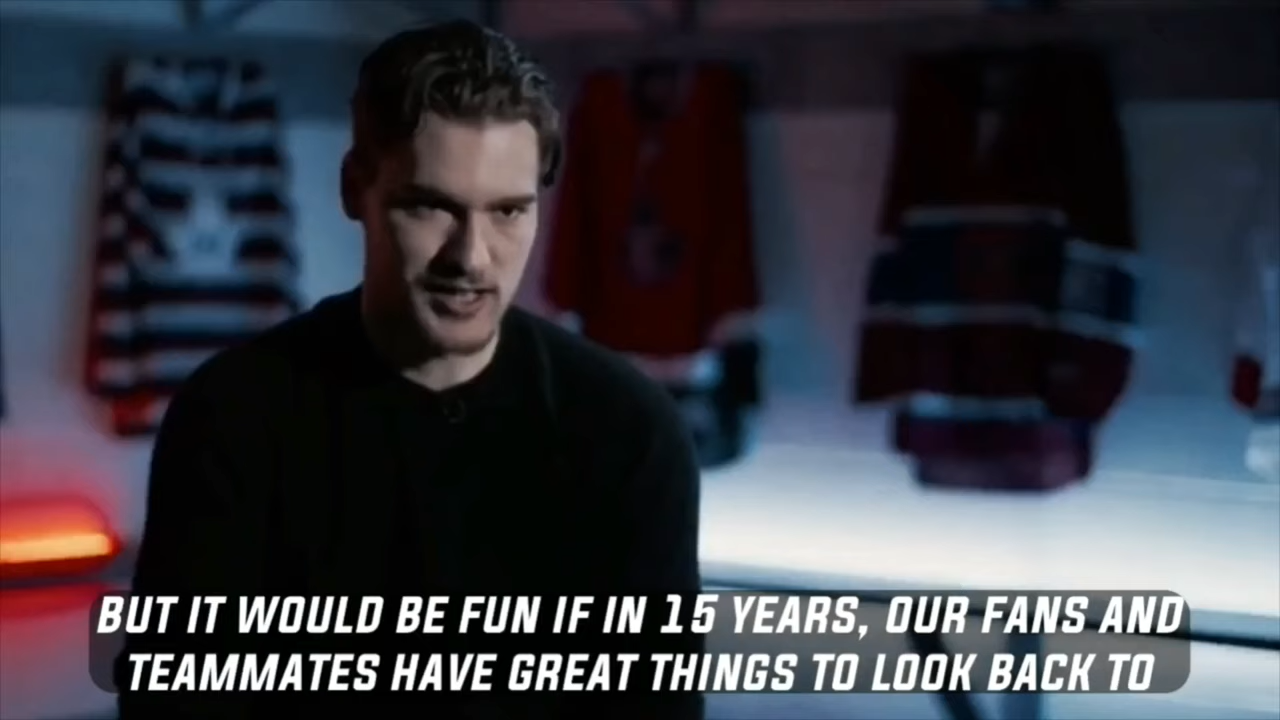 BUT IT WOULD BE FUN IF IN 15 YEARS, OUR FANS AND
TEAMMATES HAVE GREAT THINGS TO LOOK BACK TO